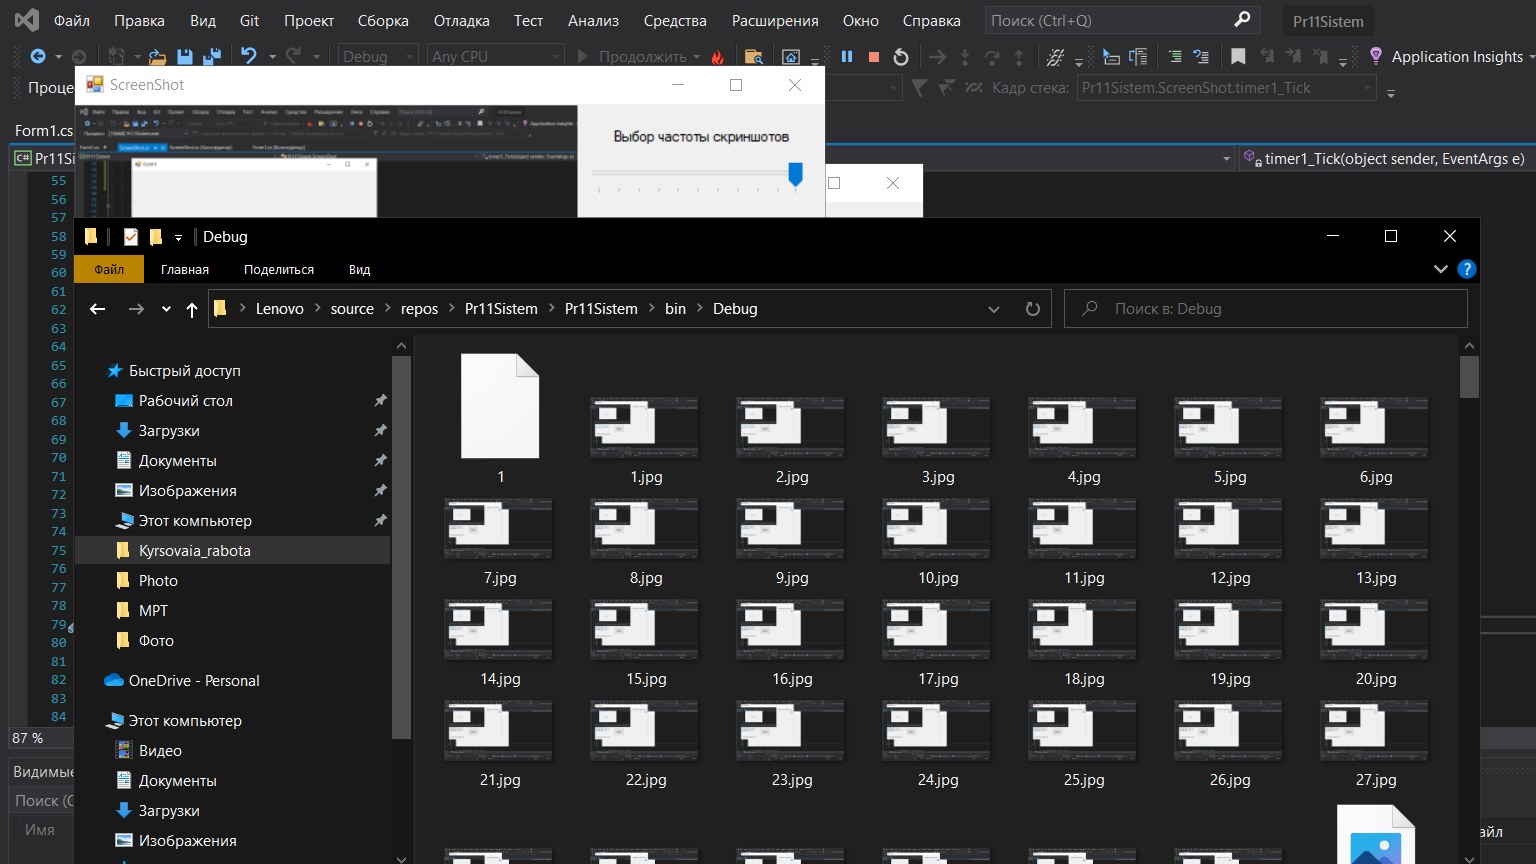 Файл Правка Вид Git Проект Сборка Отладка Тест Анализ Средства Расширения Окно Справка Поиск (Ctrl+Q) Pr11Sistem
Debug Any CPU Продолжить Application Insights
Проце Кадр стека: Pr11Sistem.ScreenShot.timer1_Tick
ScreenShot
Form1.cs
Выбор частоты скриншотов
Pr11Si timer1_Tick(object sender, EventArgs e)
55
56
57
58
59
60
61
62
63
64
65
66
67
68
69
70
71
72
73
74
75
76
77
78
79
80
81
82
83
84
87 %
Видимые
Поиск (C
Имя
айл
Debug
Файл Главная Поделиться Вид
Lenovo source repos Pr11Sistem Pr11Sistem bin Debug Поиск в: Debug
Быстрый доступ
Рабочий стол
Загрузки
Документы
Изображения
Этот компьютер
Kyrsovaia_rabota
Photo
МРТ
Фото
OneDrive - Personal
Этот компьютер
Видео
Документы
Загрузки
Изображения
1 1.jpg 2.jpg 3.jpg 4.jpg 5.jpg 6.jpg
7.jpg 8.jpg 9.jpg 10.jpg 11.jpg 12.jpg 13.jpg
14.jpg 15.jpg 16.jpg 17.jpg 18.jpg 19.jpg 20.jpg
21.jpg 22.jpg 23.jpg 24.jpg 25.jpg 26.jpg 27.jpg